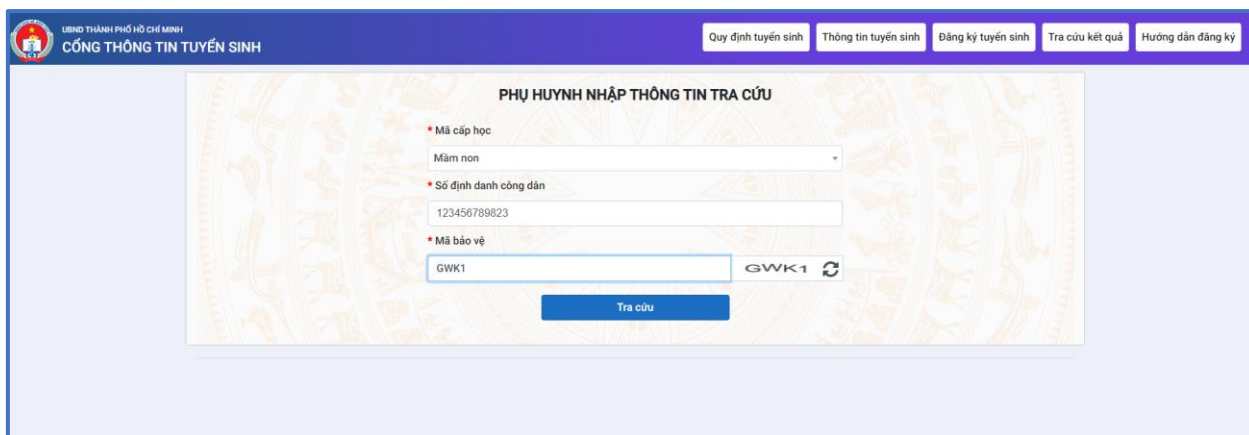 UBND THÀNH PHỐ HỒ CHÍ MINH
CỔNG THÔNG TIN TUYỂN SINH
Quy định tuyển sinh
Thông tin tuyển sinh
Đăng ký tuyển sinh
Tra cứu kết quả
Hướng dẫn đăng ký
PHỤ HUYNH NHẬP THÔNG TIN TRA CỨU
* Mã cấp học
Mầm non
* Số định danh công dân
123456789823
* Mã bảo vệ
GWK1
GWK1
Tra cứu